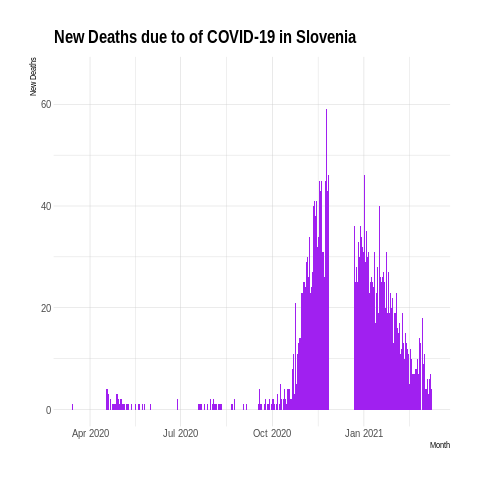 New Deaths due to of COVID-19 in Slovenia
New Deaths
60
40
20
0
Apr 2020
Jul 2020
Oct 2020
Jan 2021
Month